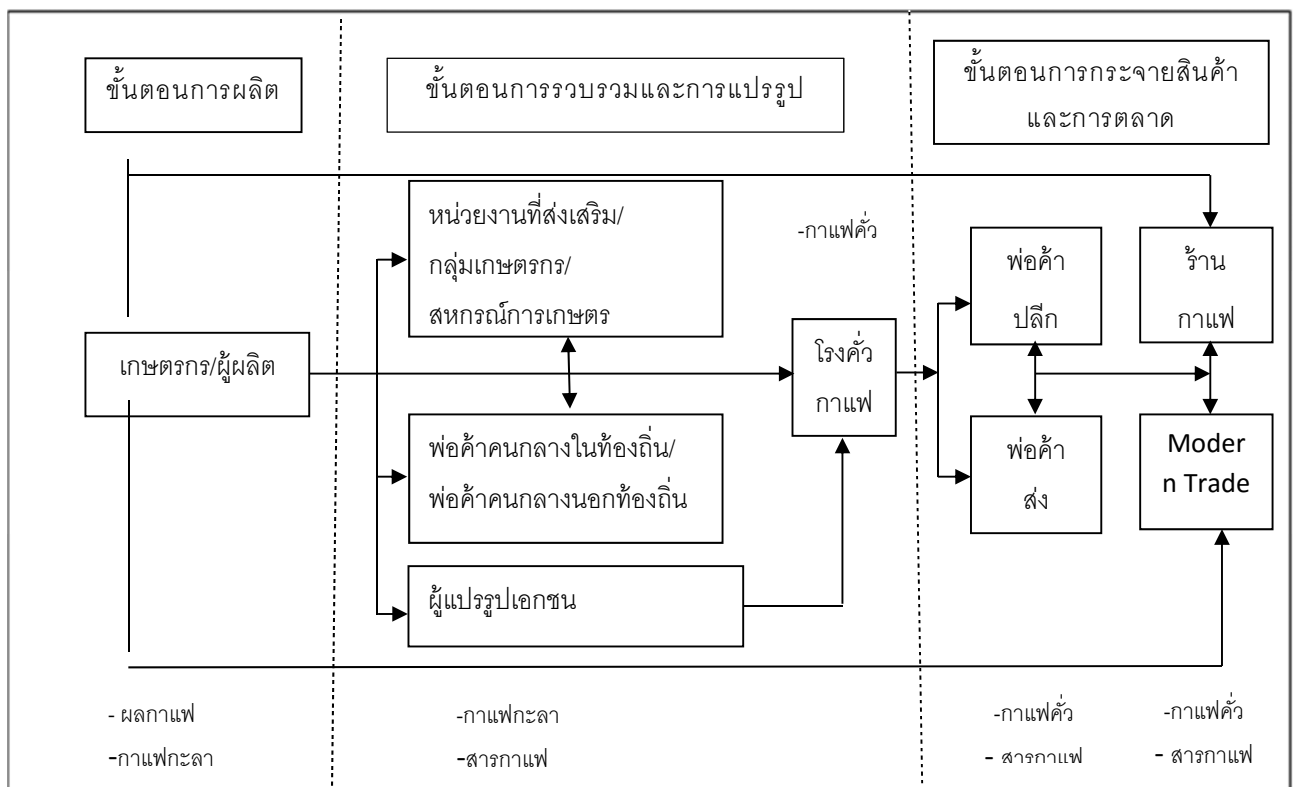 ขั้นตอนการผลิต
ขั้นตอนการรวบรวมและการแปรรูป
ขั้นตอนการกระจายสินค้า
และการตลาด
หน่วยงานที่ส่งเสริม/
กลุ่มเกษตรกร/
สหกรณ์การเกษตร
-กาแฟคั่ว
พ่อค้า
ปลีก
ร้าน
กาแฟ
เกษตรกร/ผู้ผลิต
โรงคั่ว
กาแฟ
พ่อค้าคนกลางในท้องถิ่น/
พ่อค้าคนกลางนอกท้องถิ่น
พ่อค้า
ส่ง
Moder
n Trade
ผู้แปรรูปเอกชน
- ผลกาแฟ
-กาแฟกะลา
-กาแฟกะลา
-สารกาแฟ
-กาแฟคั่ว
- สารกาแฟ
-กาแฟคั่ว
- สารกาแฟ